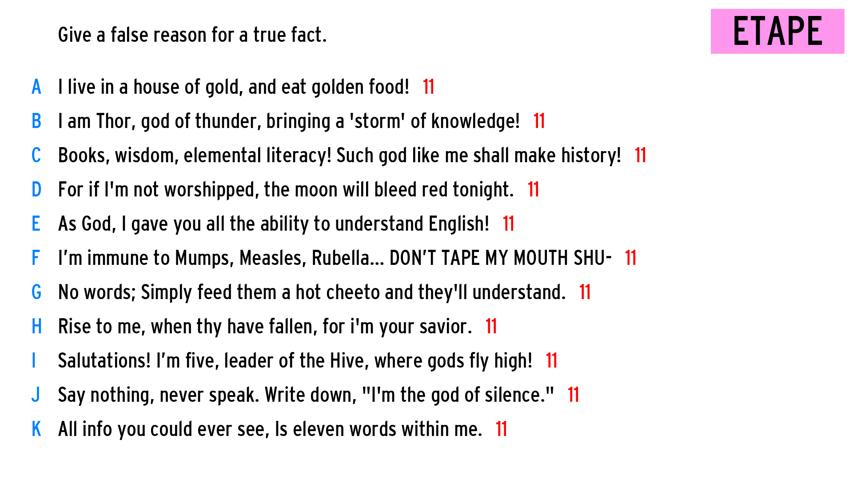 Give a false reason for a true fact.
ETAPE
A I live in a house of gold, and eat golden food! 11
B I am Thor, god of thunder, bringing a 'storm' of knowledge! 11
C Books, wisdom, elemental literacy! Such god like me shall make history! 11
D For if I'm not worshipped, the moon will bleed red tonight. 11
E As God, I gave you all the ability to understand English! 11
F I’m immune to Mumps, Measles, Rubella... DON’T TAPE MY MOUTH SHU- 11
G No words; Simply feed them a hot cheeto and they'll understand. 11
H Rise to me, when thy have fallen, for i'm your savior. 11
I Salutations! I’m five, leader of the Hive, where gods fly high! 11
J Say nothing, never speak. Write down, "I'm the god of silence." 11
K All info you could ever see, Is eleven words within me. 11